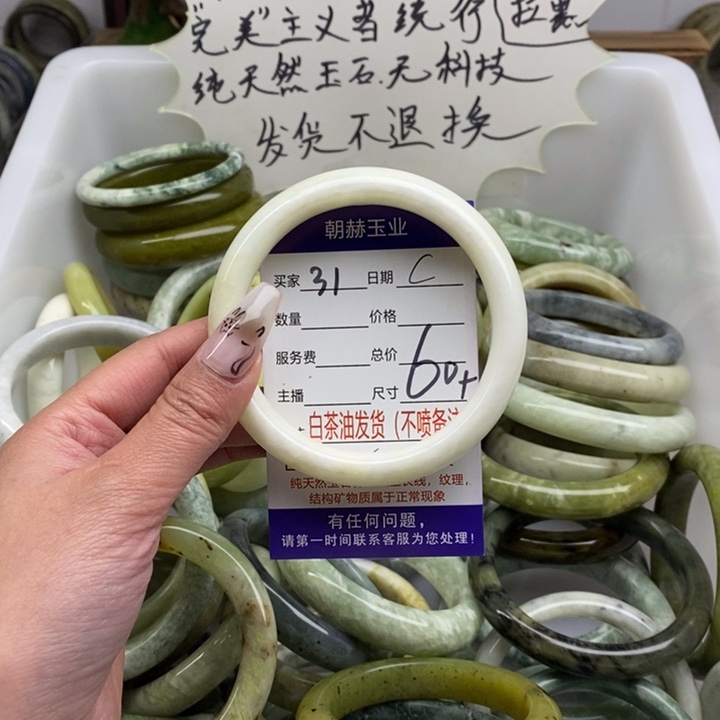 "完美"主义者绕行
纯天然玉石.无科技
发货不退换
朝赫玉业
买家 31 日期 C
数量 价格
服务费 总价
主播 尺寸 60+
白茶油发货(不喷备注
纹理,
结构矿物质属于正常现象
有任何问题,
请第一时间联系客服为您处理!